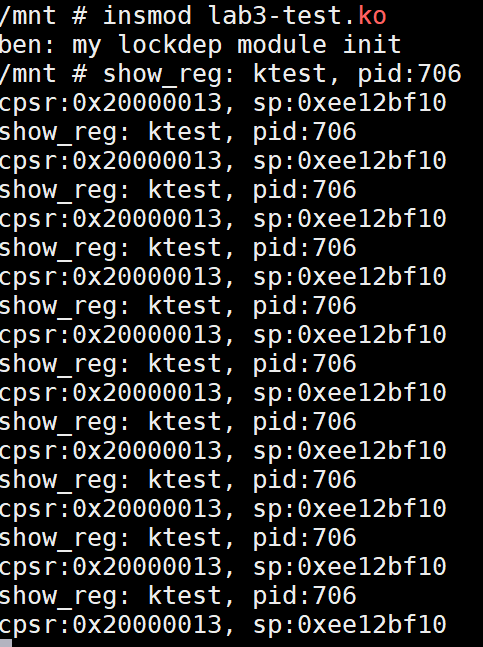 /mnt # insmod lab3-test.ko
ben: my lockdep module init
/mnt # show_reg: ktest, pid:706
cpsr:0x20000013, sp:0xee12bf10
show_reg: ktest, pid:706
cpsr:0x20000013, sp:0xee12bf10
show_reg: ktest, pid:706
cpsr:0x20000013, sp:0xee12bf10
show_reg: ktest, pid:706
cpsr:0x20000013, sp:0xee12bf10
show_reg: ktest, pid:706
cpsr:0x20000013, sp:0xee12bf10
show_reg: ktest, pid:706
cpsr:0x20000013, sp:0xee12bf10
show_reg: ktest, pid:706
cpsr:0x20000013, sp:0xee12bf10
show_reg: ktest, pid:706
cpsr:0x20000013, sp:0xee12bf10
show_reg: ktest, pid:706
cpsr:0x20000013, sp:0xee12bf10
show_reg: ktest, pid:706
cpsr:0x20000013, sp:0xee12bf10